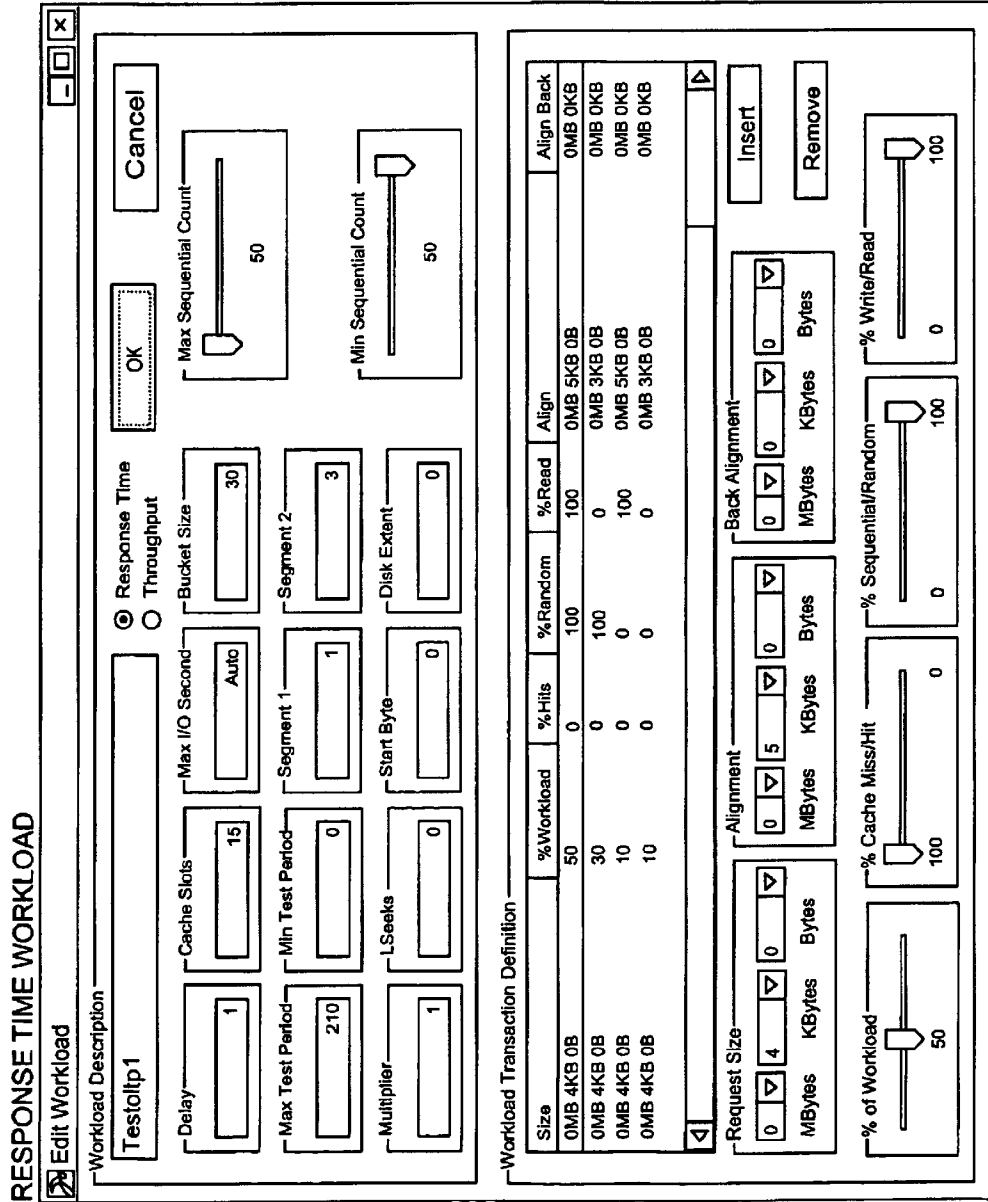 RESPONSE TIME WORKLOAD
Edit Workload
Workload Description
Testoltp1
Response Time
Throughput
OK
Cancel
Delay
1
Cache Slots
15
Max I/O Second
Auto
Bucket Size
30
Max Sequential Count
50
Max Test Period
210
Min Test Period
0
Segment 1
1
Segment 2
3
Min Sequential Count
50
Multiplier
1
LSeeks
0
Start Byte
0
Disk Extent
0
Workload Transaction Definition
Size %Workload %Hits %Random %Read Align Align Back
0MB 4KB 0B 50 0 100 100 0MB 5KB 0B 0MB 0KB
0MB 4KB 0B 30 0 100 0 0MB 3KB 0B 0MB 0KB
0MB 4KB 0B 10 0 0 100 0MB 5KB 0B 0MB 0KB
0MB 4KB 0B 10 0 0 0 0MB 3KB 0B 0MB 0KB
Request Size
0 4 0
MBytes KBytes Bytes
Alignment
0 5 0
MBytes KBytes Bytes
Back Alignment
0 0 0
MBytes KBytes Bytes
Insert
Remove
% of Workload
50
% Cache Miss/Hit
100 0
% Sequential/Random
0 100
% Write/Read
0 100